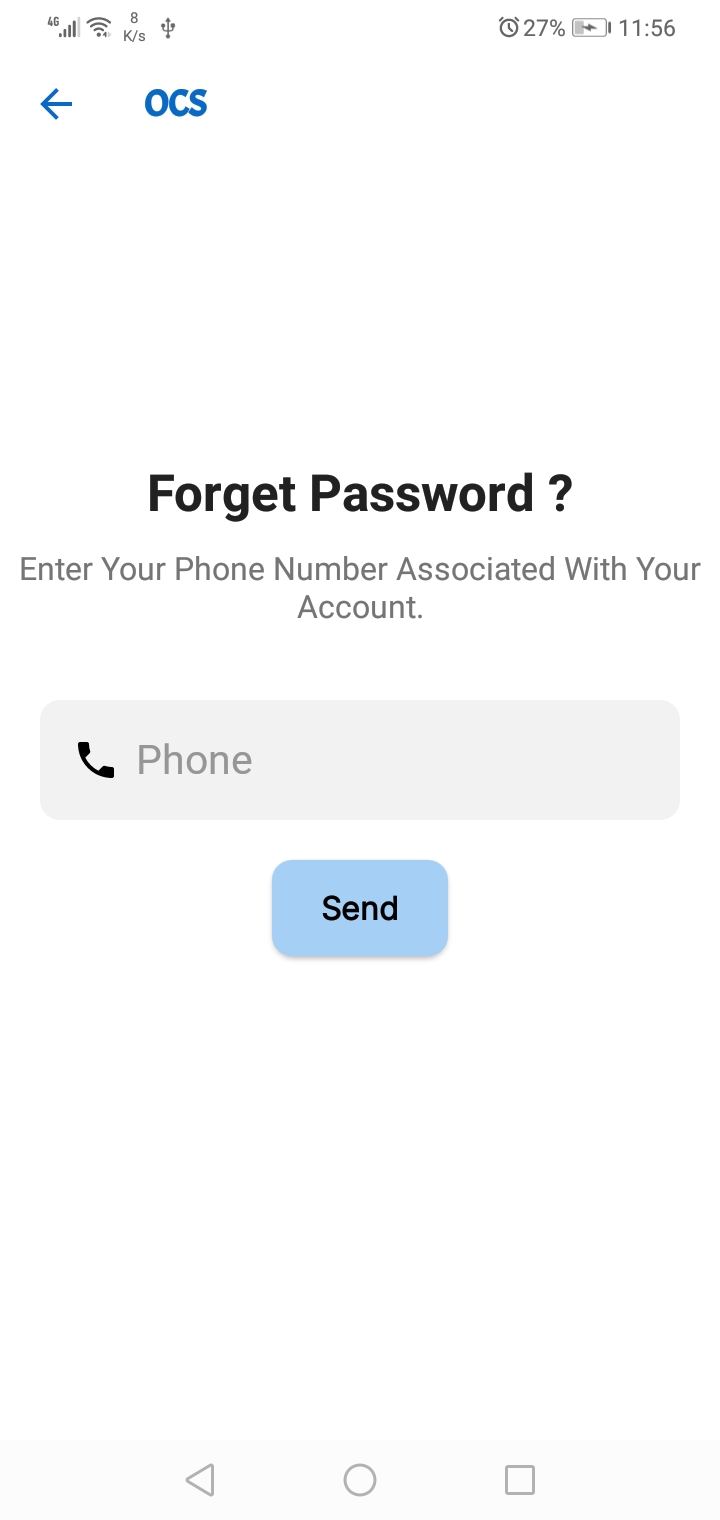 4G 8 K/s 27% 11:56
OCS
Forget Password ?
Enter Your Phone Number Associated With Your
Account.
Phone
Send